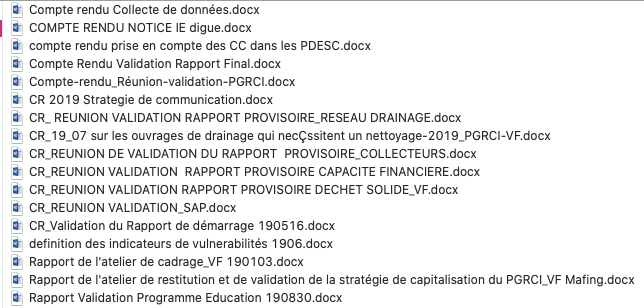 Compte rendu Collecte de données.docx
COMPTE RENDU NOTICE IE digue.docx
compte rendu prise en compte des CC dans les PDESC.docx
Compte Rendu Validation Rapport Final.docx
Compte-rendu_Réunion-validation-PGRCI.docx
CR 2019 Strategie de communication.docx
CR_ REUNION VALIDATION RAPPORT PROVISOIRE_RESEAU DRAINAGE.docx
CR_19_07 sur les ouvrages de drainage qui necÇssitent un nettoyage-2019_PGRCI-VF.docx
CR_REUNION DE VALIDATION DU RAPPORT  PROVISOIRE_COLLECTEURS.docx
CR_REUNION VALIDATION  RAPPORT PROVISOIRE CAPACITE FINANCIERE.docx
CR_REUNION VALIDATION RAPPORT PROVISOIRE DECHET SOLIDE_VF.docx
CR_REUNION VALIDATION_SAP.docx
CR_Validation du Rapport de démarrage 190516.docx
definition des indicateurs de vulnerabilités 1906.docx
Rapport de l'atelier de cadrage_VF 190103.docx
Rapport de l'atelier de restitution et de validation de la stratégie de capitalisation du PGRCI_VF Mafing.docx
Rapport Validation Programme Education 190830.docx